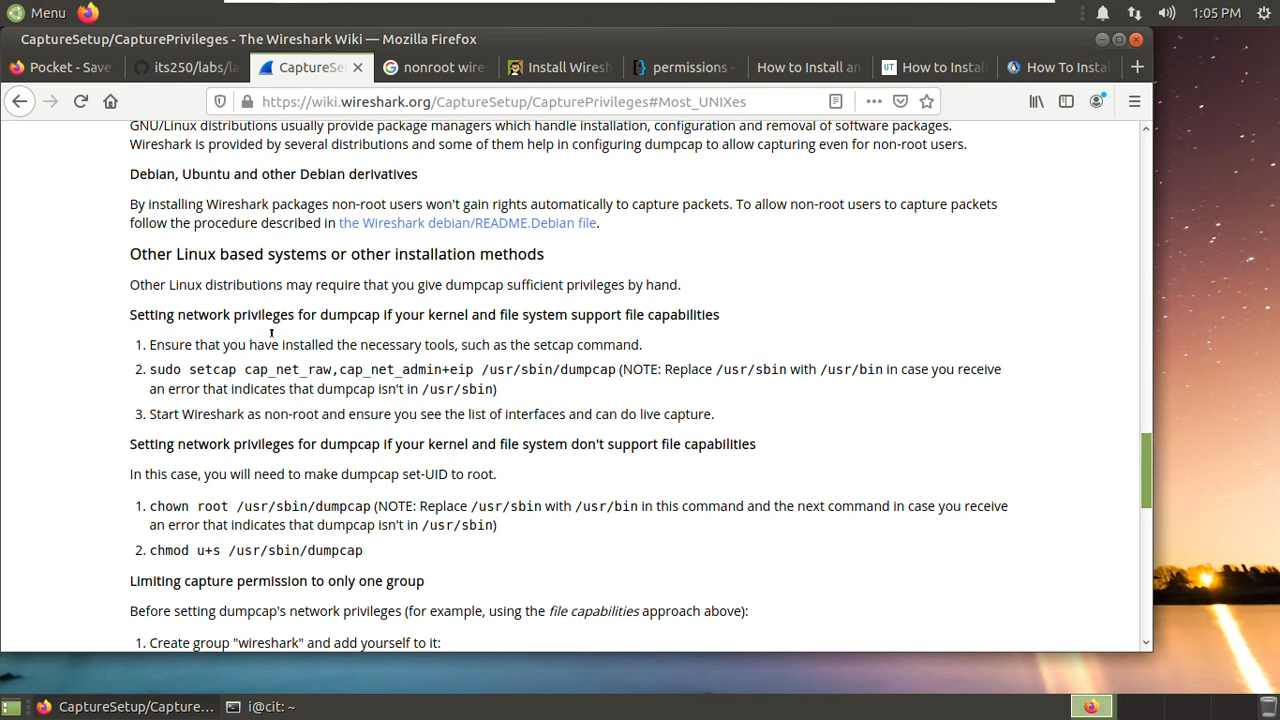 Menu
1:05 PM
CaptureSetup/CapturePrivileges - The Wireshark Wiki — Mozilla Firefox
Pocket - Save
its250/labs/la
CaptureSe
nonroot wire
Install Wiresh
permissions -
How to Install an
How to Instal
How To Insta
https://wiki.wireshark.org/CaptureSetup/CapturePrivileges#Most_UNIXes
GNU/Linux distributions usually provide package managers which handle installation, configuration and removal of software packages.
Wireshark is provided by several distributions and some of them help in configuring dumpcap to allow capturing even for non-root users.
Debian, Ubuntu and other Debian derivatives
By installing Wireshark packages non-root users won't gain rights automatically to capture packets. To allow non-root users to capture packets
follow the procedure described in the Wireshark debian/README.Debian file.
Other Linux based systems or other installation methods
Other Linux distributions may require that you give dumpcap sufficient privileges by hand.
Setting network privileges for dumpcap if your kernel and file system support file capabilities
1. Ensure that you have installed the necessary tools, such as the setcap command.
2. sudo setcap cap_net_raw,cap_net_admin+eip /usr/sbin/dumpcap (NOTE: Replace /usr/sbin with /usr/bin in case you receive
an error that indicates that dumpcap isn't in /usr/sbin)
3. Start Wireshark as non-root and ensure you see the list of interfaces and can do live capture.
Setting network privileges for dumpcap if your kernel and file system don't support file capabilities
In this case, you will need to make dumpcap set-UID to root.
1. chown root /usr/sbin/dumpcap (NOTE: Replace /usr/sbin with /usr/bin in this command and the next command in case you receive
an error that indicates that dumpcap isn't in /usr/sbin)
2. chmod u+s /usr/sbin/dumpcap
Limiting capture permission to only one group
Before setting dumpcap's network privileges (for example, using the file capabilities approach above):
1. Create group "wireshark" and add yourself to it:
CaptureSetup/Capture...
i@cit: ~